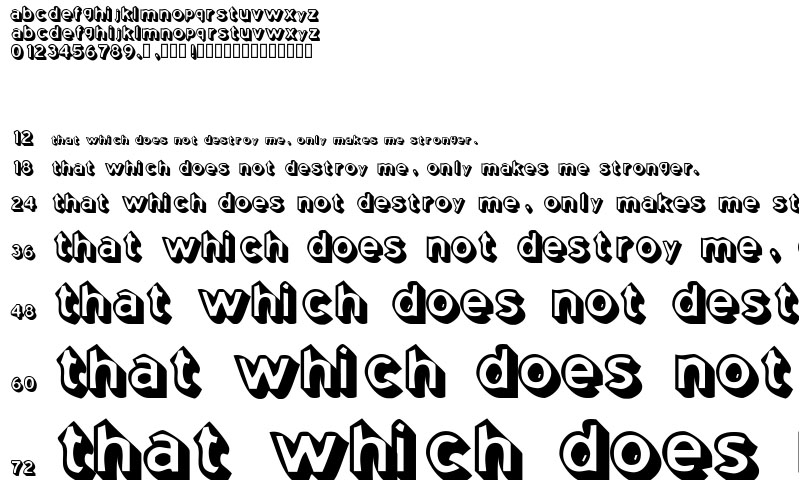 abcdefghijklmnopqrstuvwxyz
abcdefghijklmnopqrstuvwxyz
0123456789. , !
12 that which does not destroy me, only makes me stronger.
18 that which does not destroy me, only makes me stronger.
24 that which does not destroy me, only makes me st
36 that which does not destroy me,
48 that which does not dest
60 that which does not
72 that which does